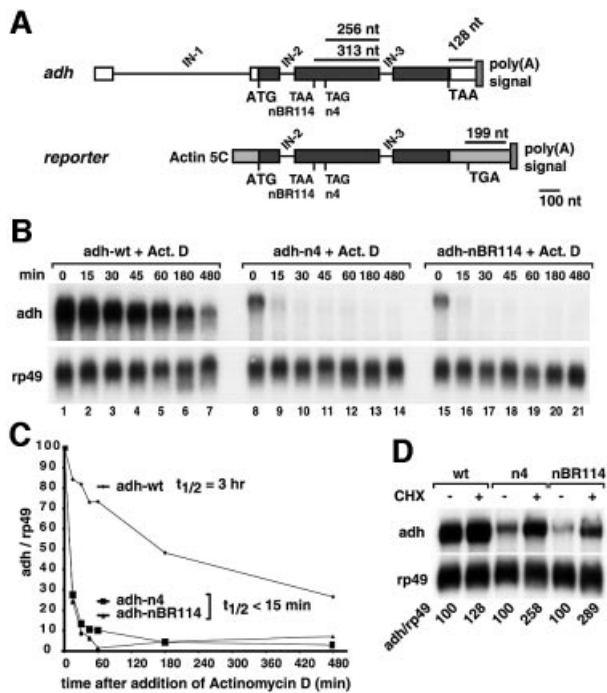 A
256 nt
313 nt
128 nt
IN-1
IN-2
IN-3
adh
poly(A)
signal
ATG
TAA
TAG
TAA
nBR114
n4
IN-2
IN-3
199 nt
reporter
Actin 5C
poly(A)
signal
ATG
TAA
TAG
TGA
nBR114
n4
100 nt
B
adh-wt + Act. D
adh-n4 + Act. D
adh-nBR114 + Act. D
min 0 15 30 45 60 180 480 0 15 30 45 60 180 480 0 15 30 45 60 180 480
adh
rp49
1 2 3 4 5 6 7 8 9 10 11 12 13 14 15 16 17 18 19 20 21
C
adh / rp49
100
90
80
70
60
50
40
30
20
10
0
adh-wt t1/2 = 3 hr
adh-n4
adh-nBR114
t1/2 < 15 min
0 60 120 180 240 300 360 420 480
time after addition of Actinomycin D (min)
D
wt n4 nBR114
CHX - + - + - +
adh
rp49
adh/rp49 100 128 100 258 100 289